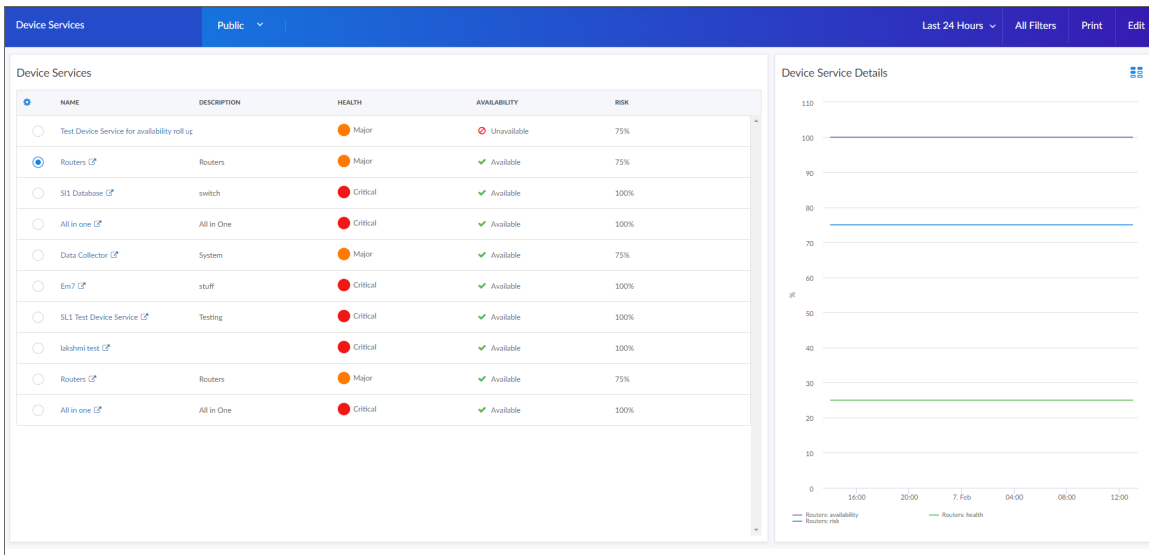 Device Services Public Last 24 Hours All Filters Print Edit
Device Services
NAME DESCRIPTION HEALTH AVAILABILITY RISK
Test Device Service for availability roll up Major Unavailable 75%
Routers Routers Major Available 75%
SI1 Database switch Critical Available 100%
All in one All in One Critical Available 100%
Data Collector System Major Available 75%
Em7 stuff Critical Available 100%
SL1 Test Device Service Testing Critical Available 100%
lakshmi test Critical Available 100%
Routers Routers Major Available 75%
All in one All in One Critical Available 100%
Device Service Details
110
100
90
80
70
60
%
50
40
30
20
10
0
16:00 20:00 7. Feb 04:00 08:00 12:00
Routers: availability Routers: health
Routers: risk